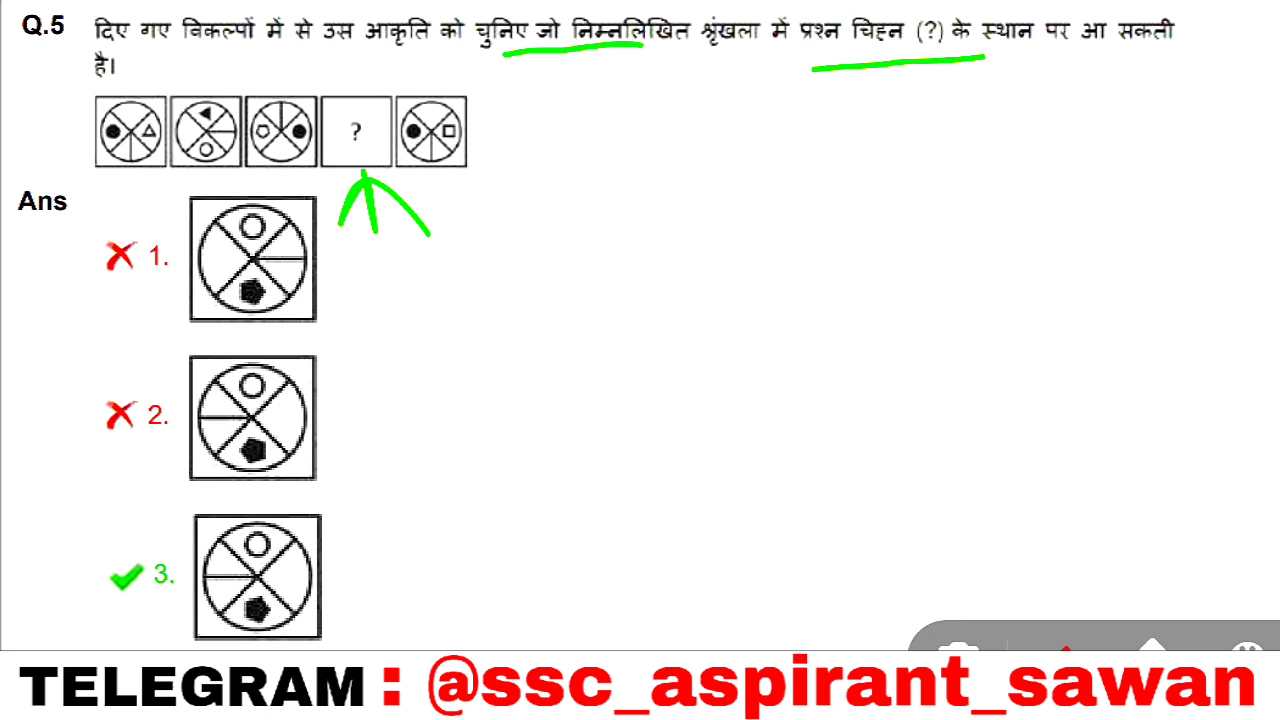 Q.5 दिए गए विकल्पों में से उस आकृति को चुनिए जो निम्नलिखित श्रृंखला में प्रश्न चिह्न (?) के स्थान पर आ सकती
है।
?
Ans
1.
2.
3.
TELEGRAM : @ssc_aspirant_sawan